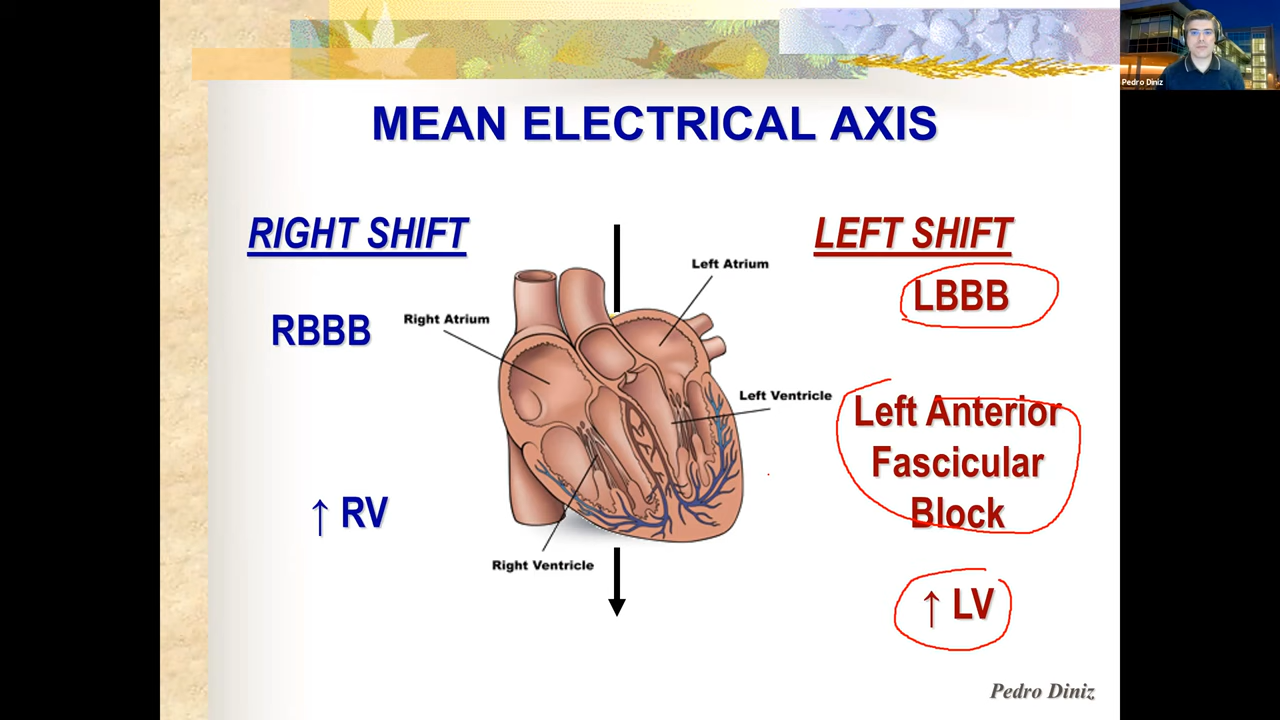 Pedro Diniz
MEAN ELECTRICAL AXIS
RIGHT SHIFT
LEFT SHIFT
Left Atrium
LBBB
Right Atrium
RBBB
Left Ventricle
Left Anterior
Fascicular
Block
↑ RV
Right Ventricle
↑ LV
Pedro Diniz